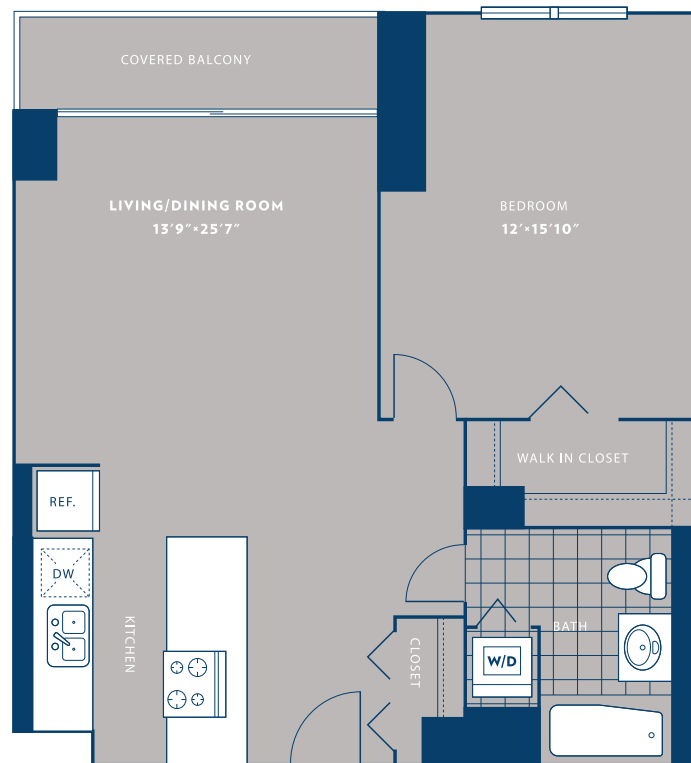 COVERED BALCONY
LIVING/DINING ROOM
13'9"×25'7"
BEDROOM
12'×15'10"
WALK IN CLOSET
REF.
DW
KITCHEN
CLOSET
BATH
W/D